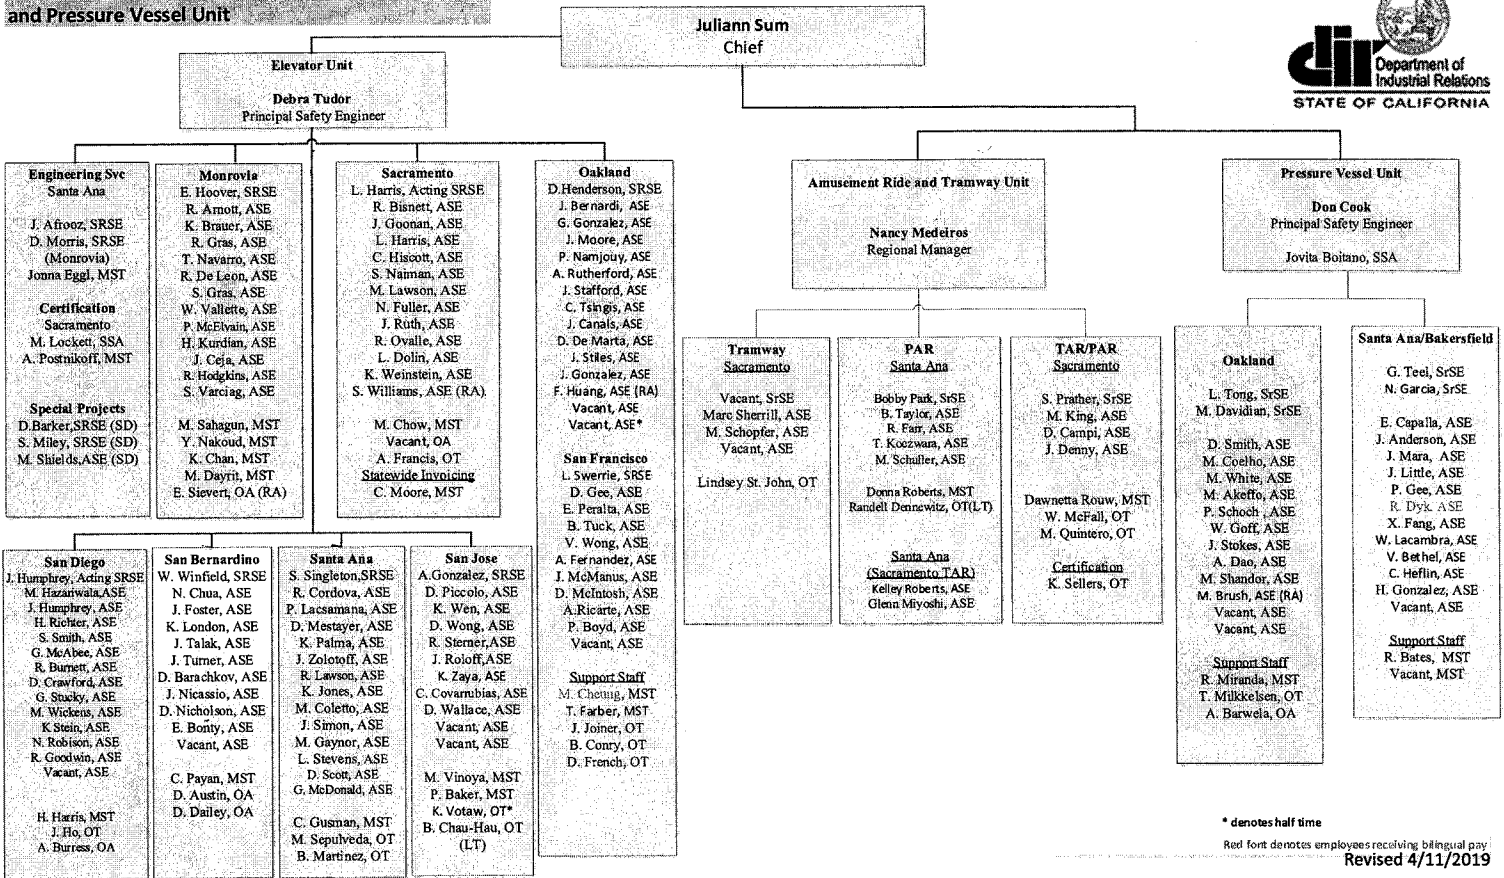 and Pressure Vessel Unit
Juliann Sum
Chief
Department of
Industrial Relations
STATE OF CALIFORNIA
Elevator Unit
Debra Tudor
Principal Safety Engineer
Engineering Svc
Santa Ana
J. Afrooz, SRSE
D. Morris, SRSE
(Monrovia)
Jonna Eggl, MST
Certification
Sacramento
M. Lockett, SSA
A. Postnikoff, MST
Special Projects
D.Barker,SRSE (SD)
S. Miley, SRSE (SD)
M. Shields,ASE (SD)
Monrovia
E. Hoover, SRSE
R. Arnott, ASE
K. Brauer, ASE
R. Gras, ASE
T. Navarro, ASE
R. De Leon, ASE
S. Gras, ASE
W. Vallette, ASE
P. McElvain, ASE
H. Kurdian, ASE
J. Ceja, ASE
R. Hodgkins, ASE
S. Varciag, ASE
M. Sahagun, MST
Y. Nakoud, MST
K. Chan, MST
M. Dayrit, MST
E. Sievert, OA (RA)
Sacramento
L. Harris, Acting SRSE
R. Bisnett, ASE
J. Goonan, ASE
L. Harris, ASE
C. Hiscott, ASE
S. Naiman, ASE
M. Lawson, ASE
N. Fuller, ASE
J. Ruth, ASE
R. Ovalle, ASE
L. Dolin, ASE
K. Weinstein, ASE
S. Williams, ASE (RA)
M. Chow, MST
Vacant, OA
A. Francis, OT
Statewide Invoicing
C. Moore, MST
Oakland
D.Henderson, SRSE
J. Bernardi, ASE
G. Gonzalez, ASE
J. Moore, ASE
P. Namjouy, ASE
A. Rutherford, ASE
J. Stafford, ASE
C. Tsingis, ASE
J. Canals, ASE
D. De Marta, ASE
J. Stiles, ASE
J. Gonzalez, ASE
F. Huang, ASE (RA)
Vacant, ASE
Vacant, ASE*
San Francisco
L. Swerrie, SRSE
D. Gee, ASE
E. Peralta, ASE
B. Tuck, ASE
V. Wong, ASE
A. Fernandez, ASE
J. McManus, ASE
D. McIntosh, ASE
A.Ricarte, ASE
P. Boyd, ASE
Vacant, ASE
Support Staff
M. Cheung, MST
T. Farber, MST
J. Joiner, OT
B. Conry, OT
D. French, OT
San Diego
J. Humphrey, Acting SRSE
M. Hazariwala,ASE
J. Humphrey, ASE
H. Richter, ASE
S. Smith, ASE
G. McAbee, ASE
R. Burnett, ASE
D. Crawford, ASE
G. Stucky, ASE
M. Wickens, ASE
K Stein, ASE
N. Robison, ASE
R. Goodwin, ASE
Vacant, ASE
H. Harris, MST
J. Ho, OT
A. Burress, OA
San Bernardino
W. Winfield, SRSE
N. Chua, ASE
J. Foster, ASE
K. London, ASE
J. Talak, ASE
J. Turner, ASE
D. Barachkov, ASE
J. Nicassio, ASE
D. Nicholson, ASE
E. Bonty, ASE
Vacant, ASE
C. Payan, MST
D. Austin, OA
D. Dailey, OA
Santa Ana
S. Singleton,SRSE
R. Cordova, ASE
P. Lacsamana, ASE
D. Mestayer, ASE
K. Palma, ASE
J. Zolotoff, ASE
R. Lawson, ASE
K. Jones, ASE
M. Coletto, ASE
J. Simon, ASE
M. Gaynor, ASE
L. Stevens, ASE
D. Scott, ASE
G. McDonald, ASE
C. Gusman, MST
M. Sepulveda, OT
B. Martinez, OT
San Jose
A.Gonzalez, SRSE
D. Piccolo, ASE
K. Wen, ASE
D. Wong, ASE
R. Sterner,ASE
J. Roloff,ASE
K. Zaya, ASE
C. Covarrubias, ASE
D. Wallace, ASE
Vacant, ASE
Vacant, ASE
M. Vinoya, MST
P. Baker, MST
K. Votaw, OT*
B. Chau-Hau, OT
(LT)
Amusement Ride and Tramway Unit
Nancy Medeiros
Regional Manager
Tramway
Sacramento
Vacant, SrSE
Marc Sherrill, ASE
M. Schopfer, ASE
Vacant, ASE
Lindsey St. John, OT
PAR
Santa Ana
Bobby Park, SrSE
B. Taylor, ASE
R. Farr, ASE
T. Koozwara, ASE
M. Schuller, ASE
Donna Roberts, MST
Randell Dennewitz, OT(LT)
Santa Ana
(Sacramento TAR)
Kelley Roberts, ASE
Glenn Miyoshi, ASE
TAR/PAR
Sacramento
S. Prather, SrSE
M. King, ASE
D. Campi, ASE
J. Denny, ASE
Dawnetta Rouw, MST
W. McFall, OT
M. Quintero, OT
Certification
K. Sellers, OT
Pressure Vessel Unit
Don Cook
Principal Safety Engineer
Jovita Boitano, SSA
Oakland
L. Tong, SrSE
M. Davidian, SrSE
D. Smith, ASE
M. Coelho, ASE
M. White, ASE
M. Akeffo, ASE
P. Schoch, ASE
W. Goff, ASE
J. Stokes, ASE
A. Dao, ASE
M. Shandor, ASE
M. Brush, ASE (RA)
Vacant, ASE
Vacant, ASE
Support Staff
R. Miranda, MST
T. Milkkelsen, OT
A. Barwela, OA
Santa Ana/Bakersfield
G. Teel, SrSE
N. Garcia, SrSE
E. Capalla, ASE
J. Anderson, ASE
J. Mara, ASE
J. Little, ASE
P. Gee, ASE
R. Dyk, ASE
X. Fang, ASE
W. Lacambra, ASE
V. Bethel, ASE
C. Heflin, ASE
H. Gonzalez, ASE
Vacant, ASE
Support Staff
R. Bates, MST
Vacant, MST
* denotes half time
Red font denotes employees receiving bilingual pay
Revised 4/11/2019